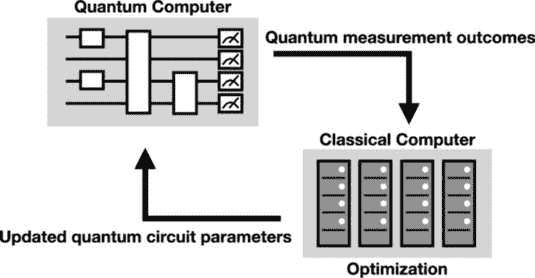 Quantum Computer
Quantum measurement outcomes
Classical Computer
Updated quantum circuit parameters
Optimization